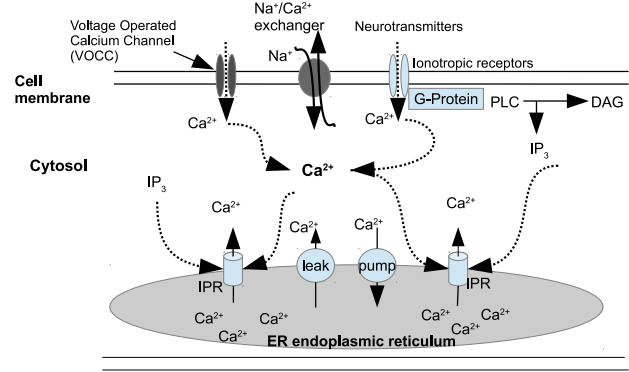 Voltage Operated
Calcium Channel
(VOCC)
Na⁺/Ca²⁺
exchanger
Na⁺
Neurotransmitters
Ionotropic receptors
Cell
membrane
G-Protein
PLC
DAG
Ca²⁺
Ca²⁺
IP₃
Cytosol
Ca²⁺
IP₃
Ca²⁺
Ca²⁺
Ca²⁺
Ca²⁺
leak
pump
IPR
IPR
Ca²⁺
Ca²⁺
Ca²⁺
Ca²⁺
Ca²⁺
Ca²⁺
ER endoplasmic reticulum